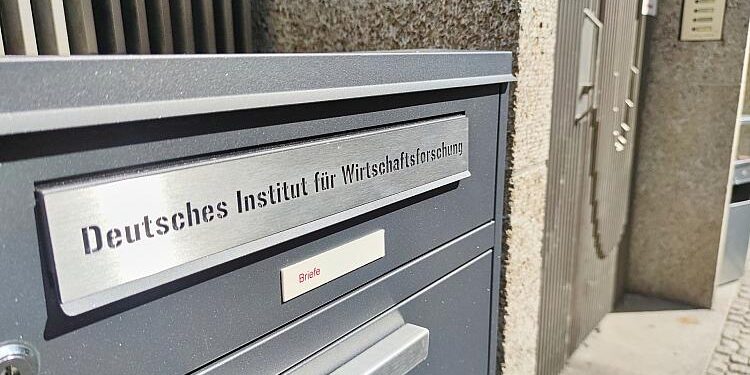 Deutsches Institut für Wirtschaftsforschung
Briefe